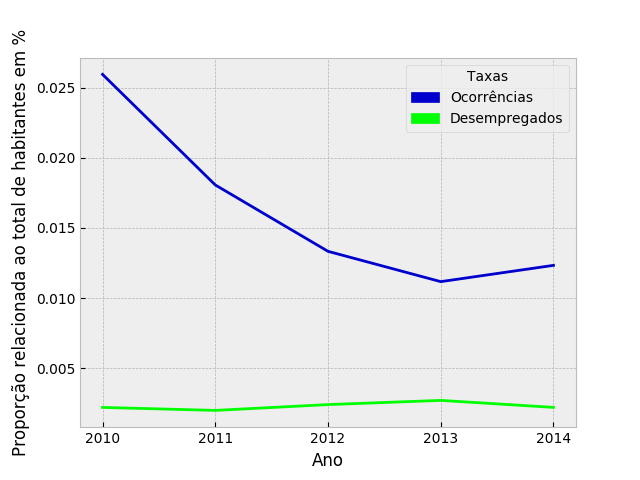 Proporção relacionada ao total de habitantes em %
0.025
0.020
0.015
0.010
0.005
Taxas
Ocorrências
Desempregados
2010 2011 2012 2013 2014
Ano